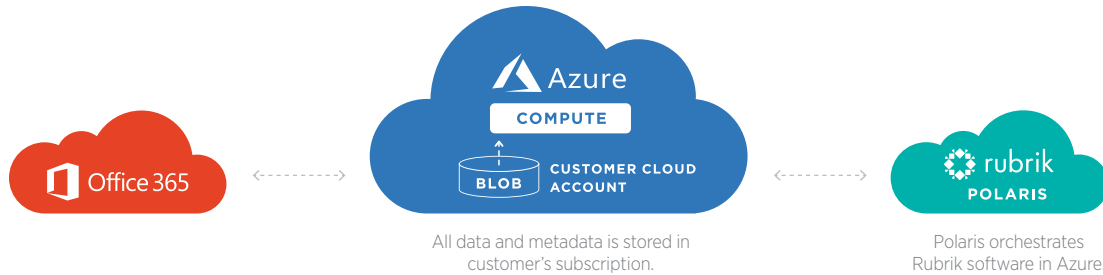 Office 365
Azure
COMPUTE
BLOB
CUSTOMER CLOUD
ACCOUNT
All data and metadata is stored in
customer's subscription.
rubrik
POLARIS
Polaris orchestrates
Rubrik software in Azure